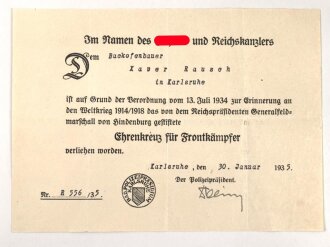 Im Namen des und Reichskanzlers
Dem Backofenbauer
Xaver Rausch
in Karlsruhe
ist auf Grund der Verordnung vom 13. Juli 1934 zur Erinnerung an
den Weltkrieg 1914/1918 das von dem Reichspräsidenten Generalfeld=
marschall von Hindenburg gestiftete
Ehrenkreuz für Frontkämpfer
verliehen worden.
Karlsruhe, den 30. Januar 1935.
Der Polizeipräsident.
Nr. E 556 /35.